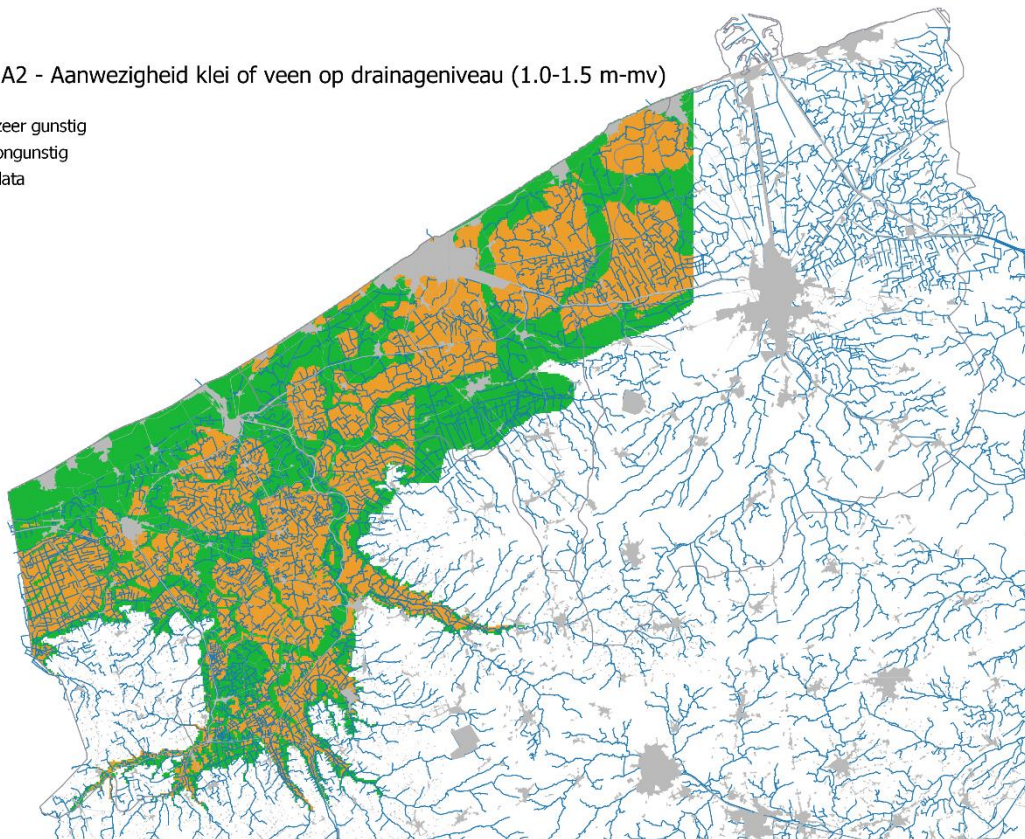 A2 - Aanwezigheid klei of veen op drainageniveau (1.0-1.5 m-mv)
zeer gunstig
ongunstig
data